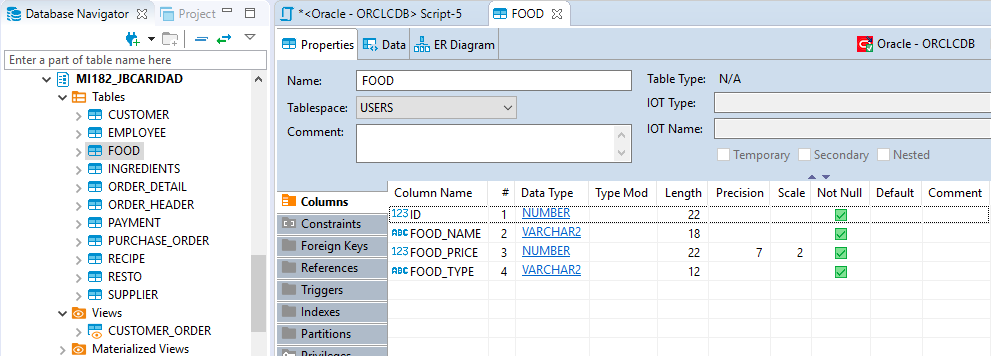 Database Navigator Project
*<Oracle - ORCLCDB> Script-5 FOOD
Enter a part of table name here
MI182_JBCARIDAD
Tables
CUSTOMER
EMPLOYEE
FOOD
INGREDIENTS
ORDER_DETAIL
ORDER_HEADER
PAYMENT
PURCHASE_ORDER
RECIPE
RESTO
SUPPLIER
Views
CUSTOMER_ORDER
Materialized Views
Properties Data ER Diagram Oracle - ORCLCDB
Name: FOOD
Tablespace: USERS
Comment:
Table Type: N/A
IOT Type:
IOT Name:
Temporary Secondary Nested
Columns
Constraints
Foreign Keys
References
Triggers
Indexes
Partitions
Privileges
Column Name # Data Type Type Mod Length Precision Scale Not Null Default Comment
123 ID 1 NUMBER 22
ABC FOOD_NAME 2 VARCHAR2 18
123 FOOD_PRICE 3 NUMBER 22 7 2
ABC FOOD_TYPE 4 VARCHAR2 12